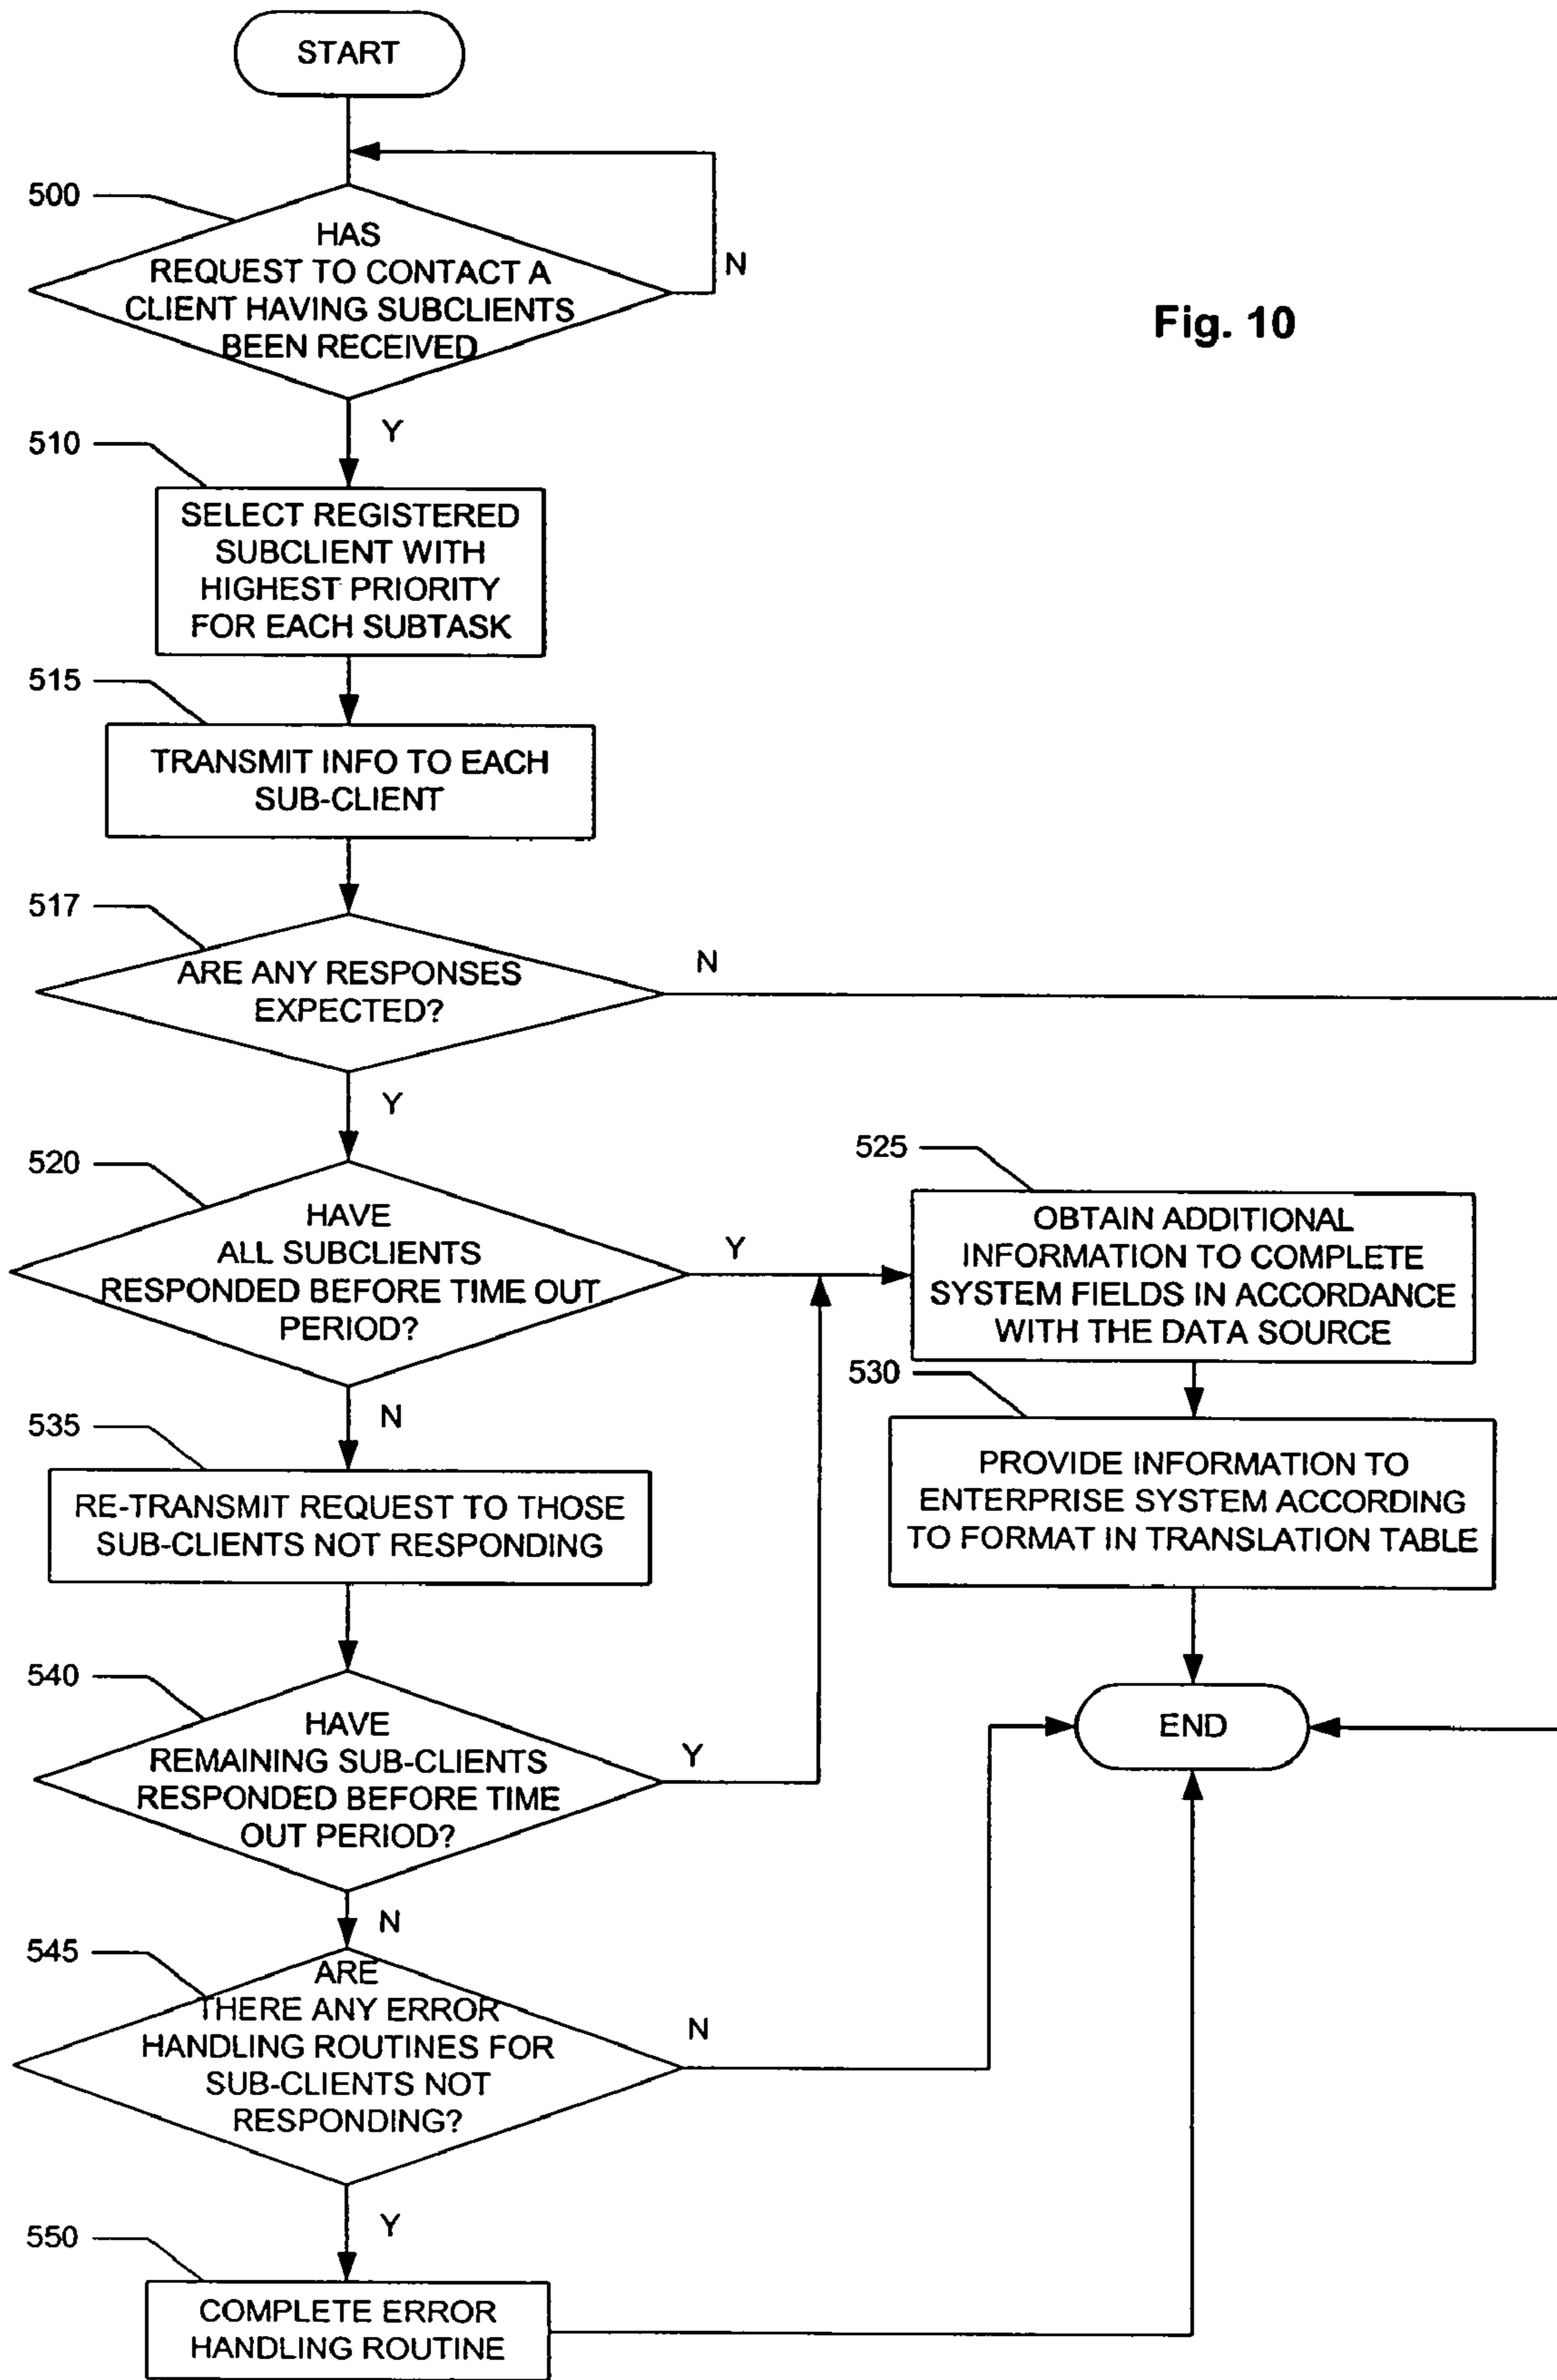 START
500
HAS
REQUEST TO CONTACT A
CLIENT HAVING SUBCLIENTS
BEEN RECEIVED
N
Fig. 10
Y
510
SELECT REGISTERED
SUBCLIENT WITH
HIGHEST PRIORITY
FOR EACH SUBTASK
515
TRANSMIT INFO TO EACH
SUB-CLIENT
517
ARE ANY RESPONSES
EXPECTED?
N
Y
520
HAVE
ALL SUBCLIENTS
RESPONDED BEFORE TIME OUT
PERIOD?
Y
525
OBTAIN ADDITIONAL
INFORMATION TO COMPLETE
SYSTEM FIELDS IN ACCORDANCE
WITH THE DATA SOURCE
530
PROVIDE INFORMATION TO
ENTERPRISE SYSTEM ACCORDING
TO FORMAT IN TRANSLATION TABLE
N
535
RE-TRANSMIT REQUEST TO THOSE
SUB-CLIENTS NOT RESPONDING
540
HAVE
REMAINING SUB-CLIENTS
RESPONDED BEFORE TIME
OUT PERIOD?
Y
END
N
545
ARE
THERE ANY ERROR
HANDLING ROUTINES FOR
SUB-CLIENTS NOT
RESPONDING?
N
Y
550
COMPLETE ERROR
HANDLING ROUTINE